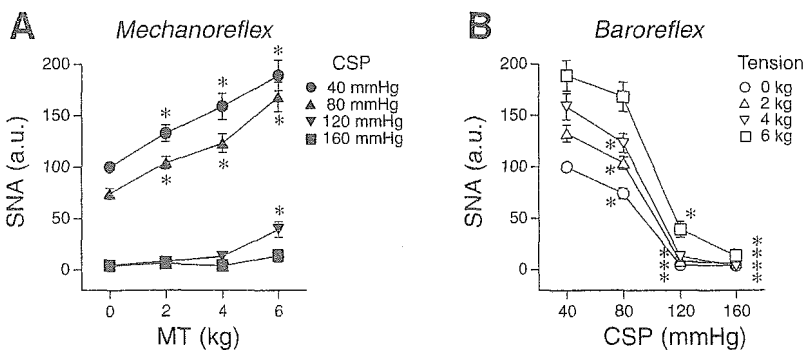 A
Mechanoreflex
SNA (a.u.)
200
150
100
50
0
*
*
*
*
*
*
*
0
2
4
6
MT (kg)
CSP
40 mmHg
80 mmHg
120 mmHg
160 mmHg
B
Baroreflex
SNA (a.u.)
200
150
100
50
0
*
*
*
*
*
*
*
*
*
*
*
40
80
120
160
CSP (mmHg)
Tension
0 kg
2 kg
4 kg
6 kg